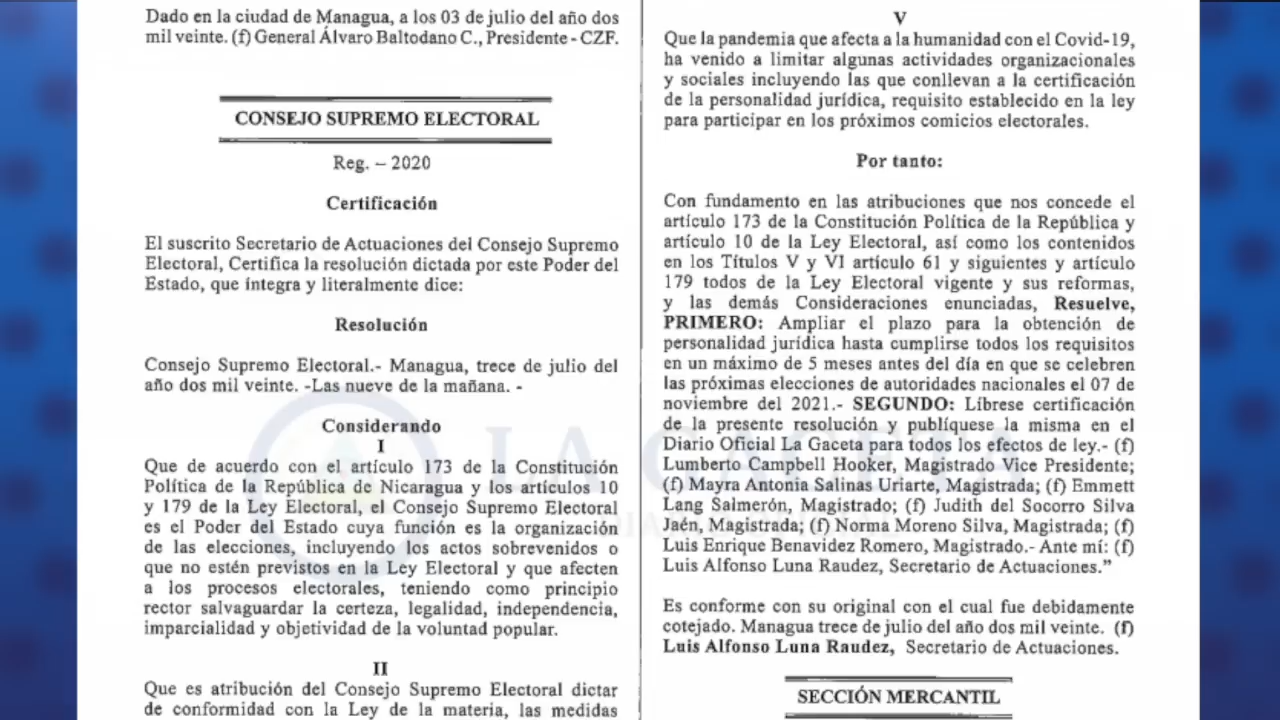 Dado en la ciudad de Managua, a los 03 de julio del año dos
mil veinte. (f) General Álvaro Baltodano C., Presidente - CZF.
CONSEJO SUPREMO ELECTORAL
Reg. – 2020
Certificación
El suscrito Secretario de Actuaciones del Consejo Supremo
Electoral, Certifica la resolución dictada por este Poder del
Estado, que íntegra y literalmente dice:
Resolución
Consejo Supremo Electoral.- Managua, trece de julio del
año dos mil veinte. -Las nueve de la mañana. -
Considerando
I
Que de acuerdo con el artículo 173 de la Constitución
Política de la República de Nicaragua y los artículos 10
y 179 de la Ley Electoral, el Consejo Supremo Electoral
es el Poder del Estado cuya función es la organización
de las elecciones, incluyendo los actos sobrevenidos o
que no estén previstos en la Ley Electoral y que afecten
a los procesos electorales, teniendo como principio
rector salvaguardar la certeza, legalidad, independencia,
imparcialidad y objetividad de la voluntad popular.
II
Que es atribución del Consejo Supremo Electoral dictar
de conformidad con la Ley de la materia, las medidas
V
Que la pandemia que afecta a la humanidad con el Covid-19,
ha venido a limitar algunas actividades organizacionales
y sociales incluyendo las que conllevan a la certificación
de la personalidad jurídica, requisito establecido en la ley
para participar en los próximos comicios electorales.
Por tanto:
Con fundamento en las atribuciones que nos concede el
artículo 173 de la Constitución Política de la República y
artículo 10 de la Ley Electoral, así como los contenidos
en los Títulos V y VI artículo 61 y siguientes y artículo
179 todos de la Ley Electoral vigente y sus reformas,
y las demás Consideraciones enunciadas, Resuelve,
PRIMERO: Ampliar el plazo para la obtención de
personalidad jurídica hasta cumplirse todos los requisitos
en un máximo de 5 meses antes del día en que se celebren
las próximas elecciones de autoridades nacionales el 07 de
noviembre del 2021.- SEGUNDO: Líbrese certificación
de la presente resolución y publíquese la misma en el
Diario Oficial La Gaceta para todos los efectos de ley.- (f)
Lumberto Campbell Hooker, Magistrado Vice Presidente;
(f) Mayra Antonia Salinas Uriarte, Magistrada; (f) Emmett
Lang Salmerón, Magistrado; (f) Judith del Socorro Silva
Jaén, Magistrada; (f) Norma Moreno Silva, Magistrada; (f)
Luis Enrique Benavidez Romero, Magistrado.- Ante mí: (f)
Luis Alfonso Luna Raudez, Secretario de Actuaciones.”
Es conforme con su original con el cual fue debidamente
cotejado. Managua trece de julio del año dos mil veinte. (f)
Luis Alfonso Luna Raudez, Secretario de Actuaciones.
SECCIÓN MERCANTIL
LA GACETA